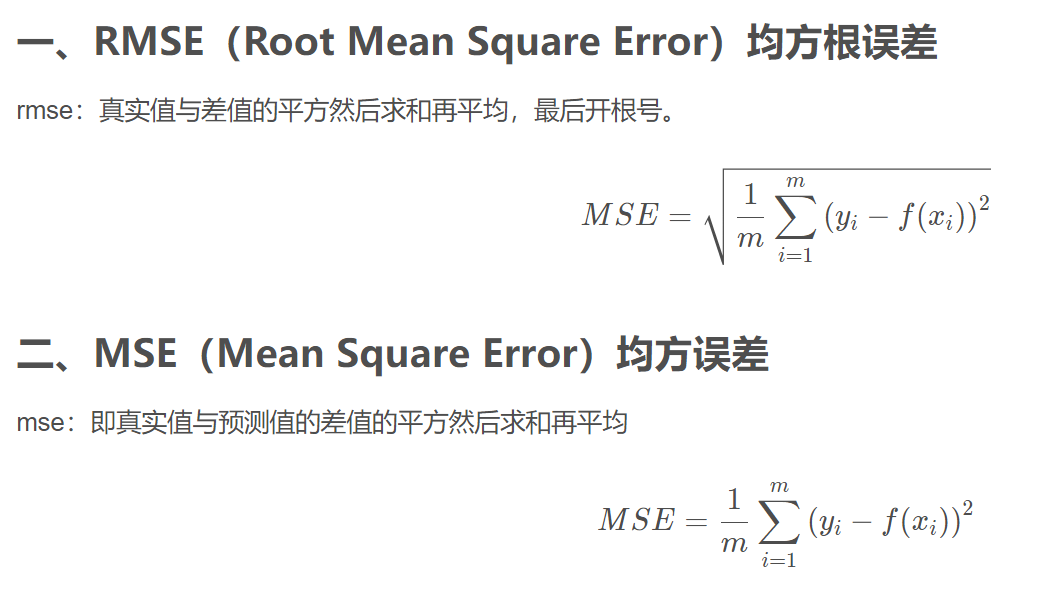 一、RMSE（Root Mean Square Error）均方根误差
rmse：真实值与差值的平方然后求和再平均，最后开根号。
$MSE = \sqrt{\frac{1}{m}\sum_{i=1}^{m}(y_i - f(x_i))^2}$
二、MSE（Mean Square Error）均方误差
mse：即真实值与预测值的差值的平方然后求和再平均
$MSE = \frac{1}{m}\sum_{i=1}^{m}(y_i - f(x_i))^2$